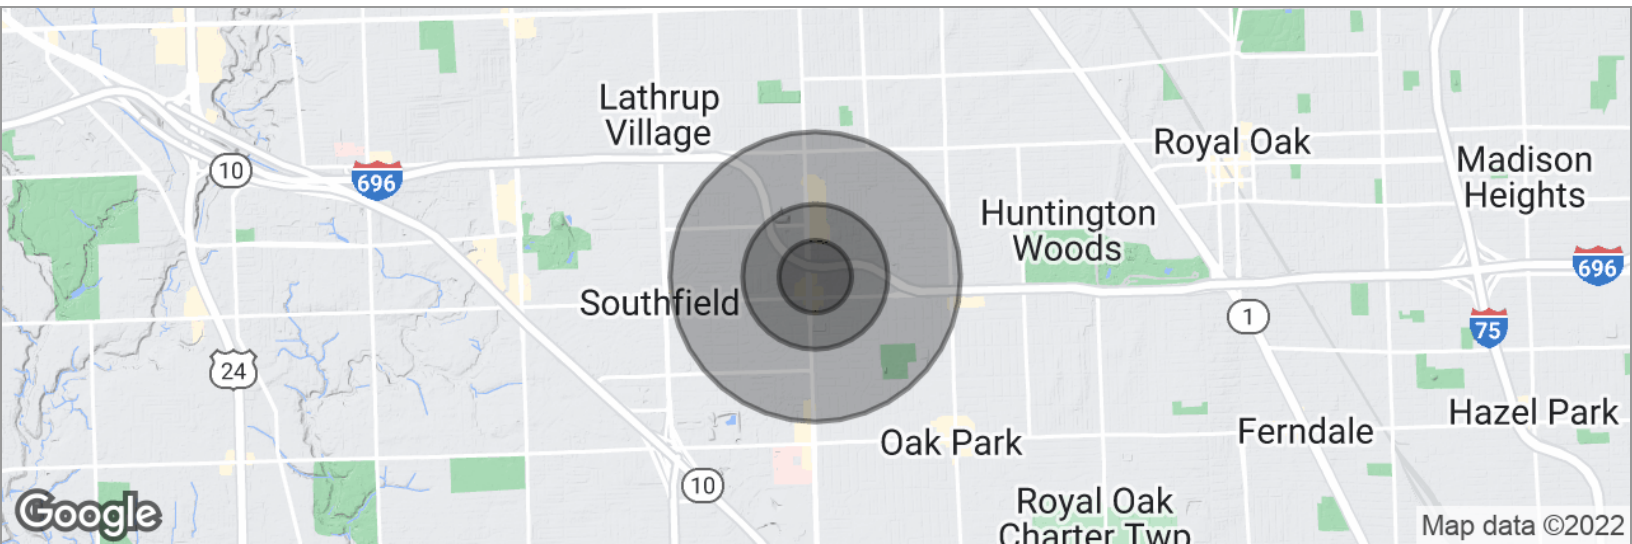 Lathrup
Village
Royal Oak
Madison
Heights
10
696
Huntington
Woods
696
Southfield
1
75
24
Hazel Park
Ferndale
Oak Park
10
Royal Oak
Charter Twp
Google
Map data ©2022